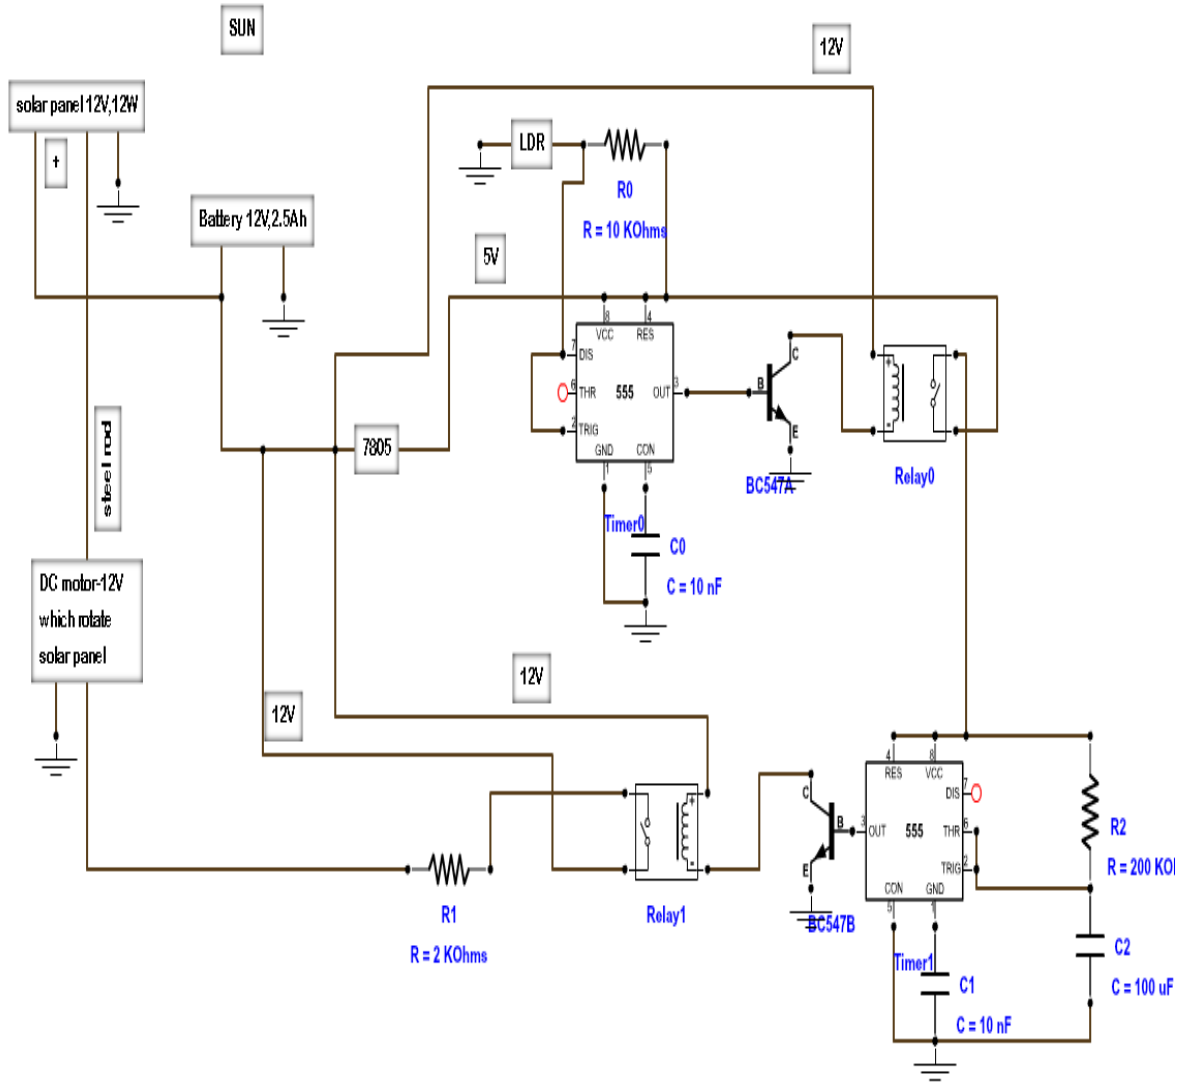 SUN
12V
solar panel 12V,12W
+
LDR
R0
R = 10 KOhms
Battery 12V,2.5Ah
5V
8
4
VCC
RES
7
DIS
6
THR
555
OUT
3
2
TRIG
GND
CON
1
5
Timer0
C0
C = 10 nF
B
C
E
BC547A
+
-
Relay0
7805
steel rod
DC motor-12V
which rotate
solar panel
12V
12V
R1
R = 2 KOhms
+
-
Relay1
C
B
E
BC547B
4
8
RES
VCC
7
DIS
3
OUT
555
THR
6
TRIG
2
CON
GND
5
1
Timer1
C1
C = 10 nF
R2
R = 200 KO
C2
C = 100 uF